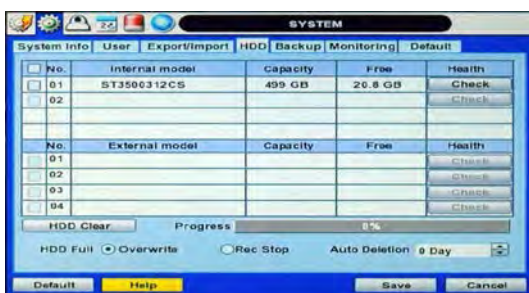 SYSTEM
System Info User Export/Import HDD Backup Monitoring Default
No. Internal model Capacity Free Health
01 ST3500312CS 499 GB 20.8 GB Check
02 Check
No. External model Capacity Free Health
01 Check
02 Check
03 Check
04 Check
HDD Clear Progress 0%
HDD Full Overwrite Rec Stop Auto Deletion 0 Day
Default Help Save Cancel